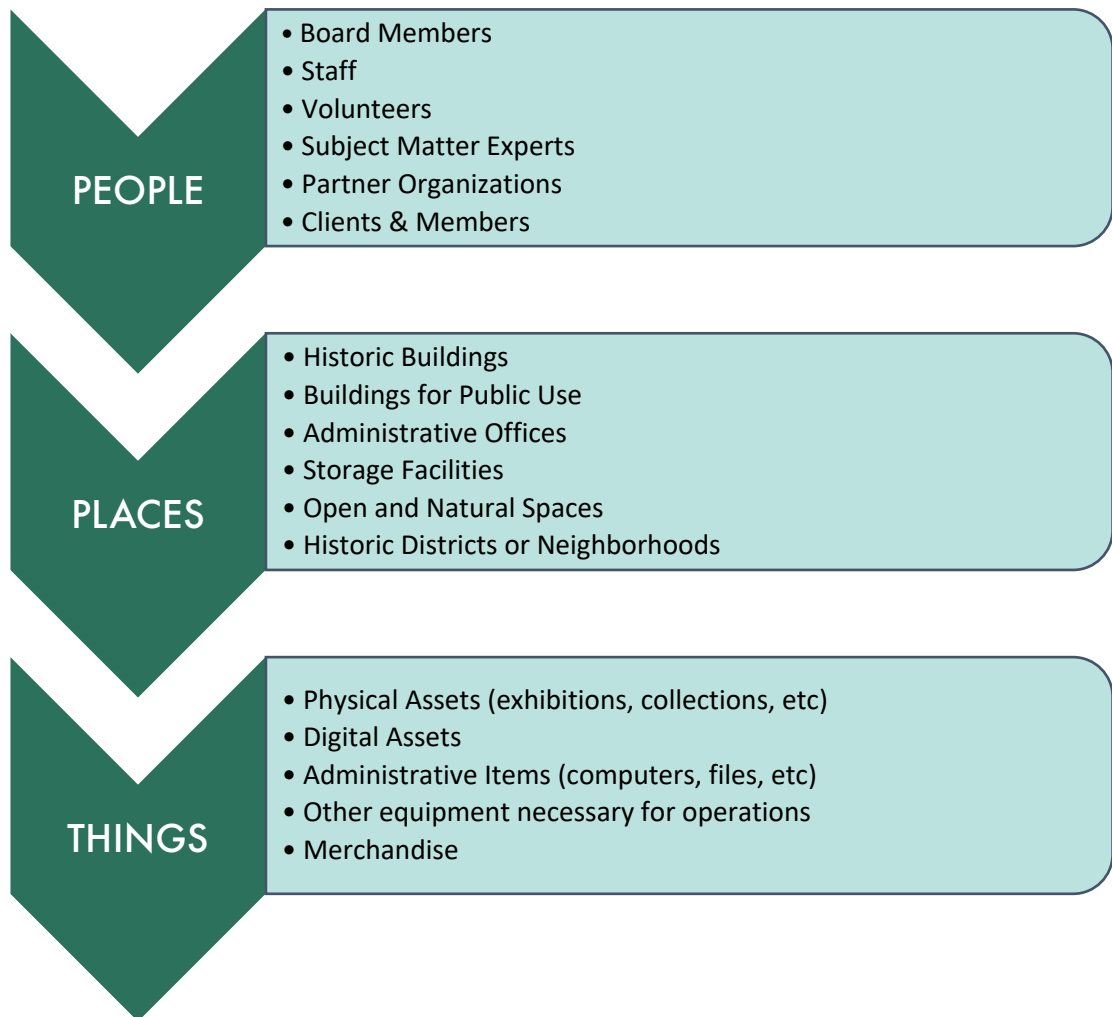 PEOPLE
• Board Members
• Staff
• Volunteers
• Subject Matter Experts
• Partner Organizations
• Clients & Members
PLACES
• Historic Buildings
• Buildings for Public Use
• Administrative Offices
• Storage Facilities
• Open and Natural Spaces
• Historic Districts or Neighborhoods
THINGS
• Physical Assets (exhibitions, collections, etc)
• Digital Assets
• Administrative Items (computers, files, etc)
• Other equipment necessary for operations
• Merchandise